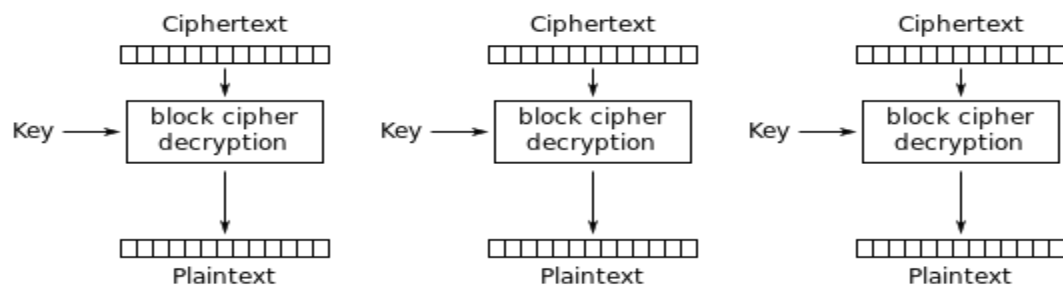 Ciphertext
Ciphertext
Ciphertext
Key
block cipher
decryption
Key
block cipher
decryption
Key
block cipher
decryption
Plaintext
Plaintext
Plaintext